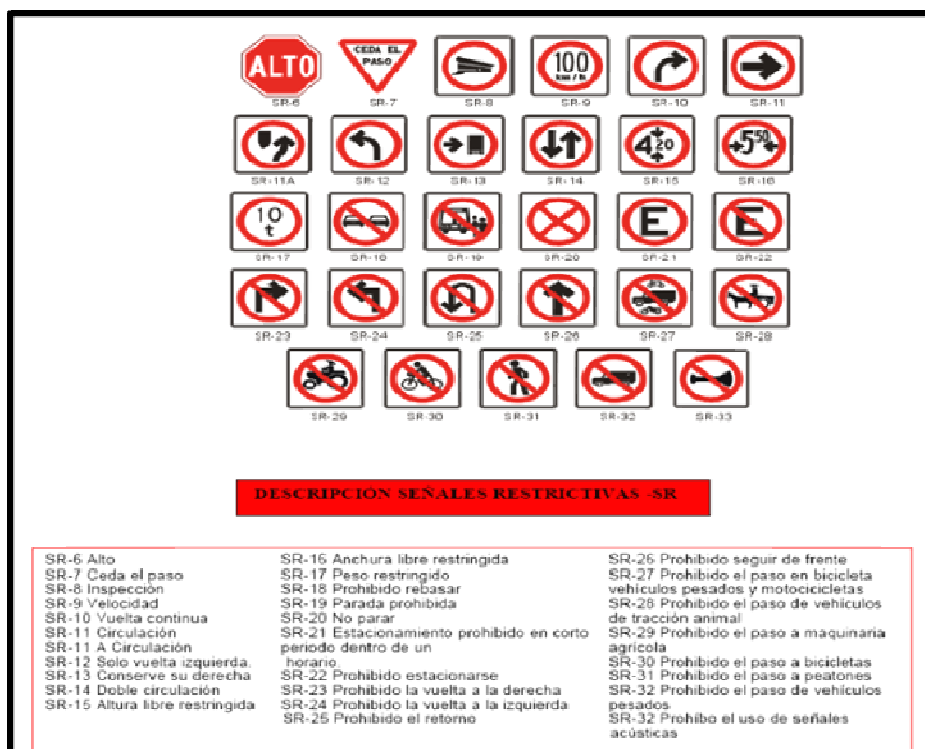 ALTO
CEDA EL
PASO
100
km/h
SR-6 SR-7 SR-8 SR-9 SR-10 SR-11
4,20
5,50
SR-11A SR-12 SR-13 SR-14 SR-15 SR-16
10
t
E
E
SR-17 SR-18 SR-19 SR-20 SR-21 SR-22
SR-23 SR-24 SR-25 SR-26 SR-27 SR-28
SR-29 SR-30 SR-31 SR-32 SR-33
DESCRIPCIÓN SEÑALES RESTRICTIVAS -SR
SR-6 Alto
SR-7 Ceda el paso
SR-8 Inspección
SR-9 Velocidad
SR-10 Vuelta continua
SR-11 Circulación
SR-11 A Circulación
SR-12 Solo vuelta izquierda.
SR-13 Conserve su derecha
SR-14 Doble circulación
SR-15 Altura libre restringida
SR-16 Anchura libre restringida
SR-17 Peso restringido
SR-18 Prohibido rebasar
SR-19 Parada prohibida
SR-20 No parar
SR-21 Estacionamiento prohibido en corto
periodo dentro de un
horario.
SR-22 Prohibido estacionarse
SR-23 Prohibido la vuelta a la derecha
SR-24 Prohibido la vuelta a la izquierda
SR-25 Prohibido el retorno
SR-26 Prohibido seguir de frente
SR-27 Prohibido el paso en bicicleta
vehículos pesados y motocicletas
SR-28 Prohibido el paso de vehículos
de tracción animal
SR-29 Prohibido el paso a maquinaria
agrícola
SR-30 Prohibido el paso a bicicletas
SR-31 Prohibido el paso a peatones
SR-32 Prohibido el paso de vehículos
pesados
SR-32 Prohíbo el uso de señales
acústicas